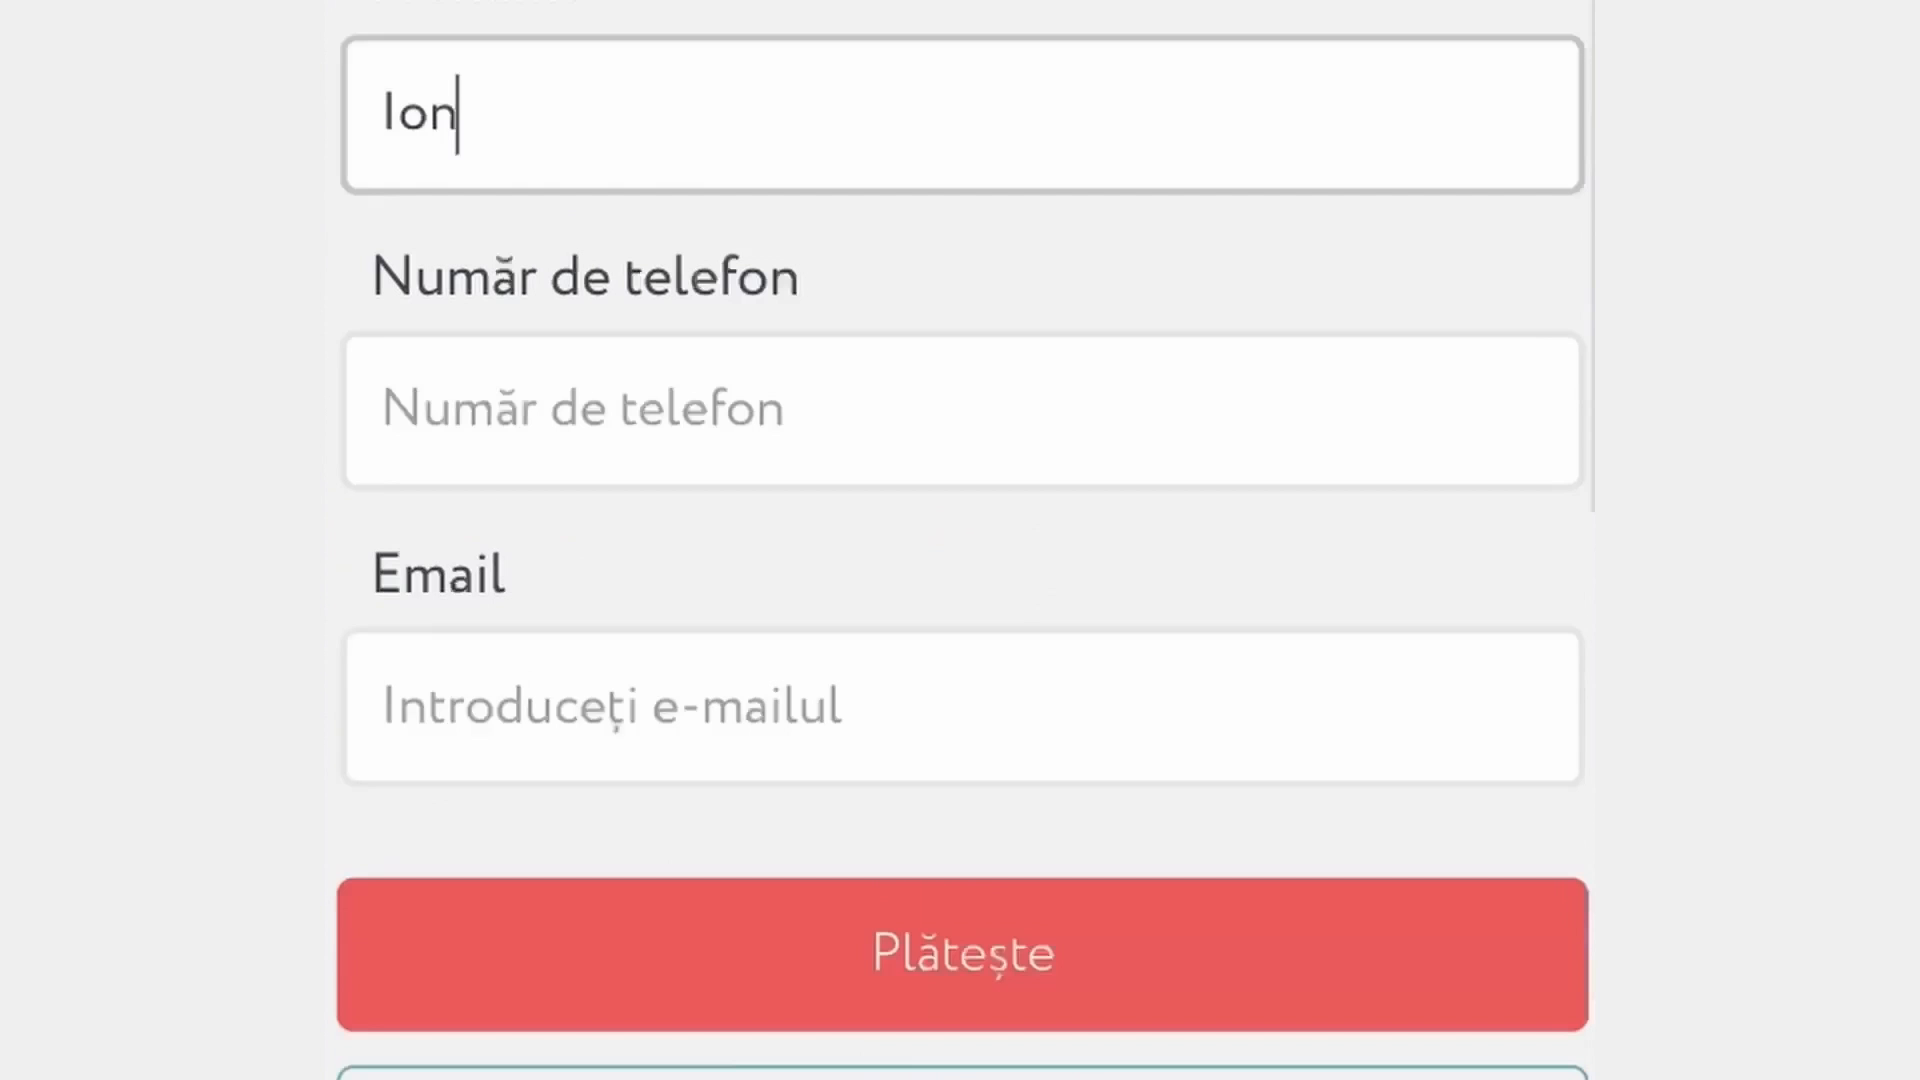 Ion
Număr de telefon
Număr de telefon
Email
Introduceți e-mailul
Plătește